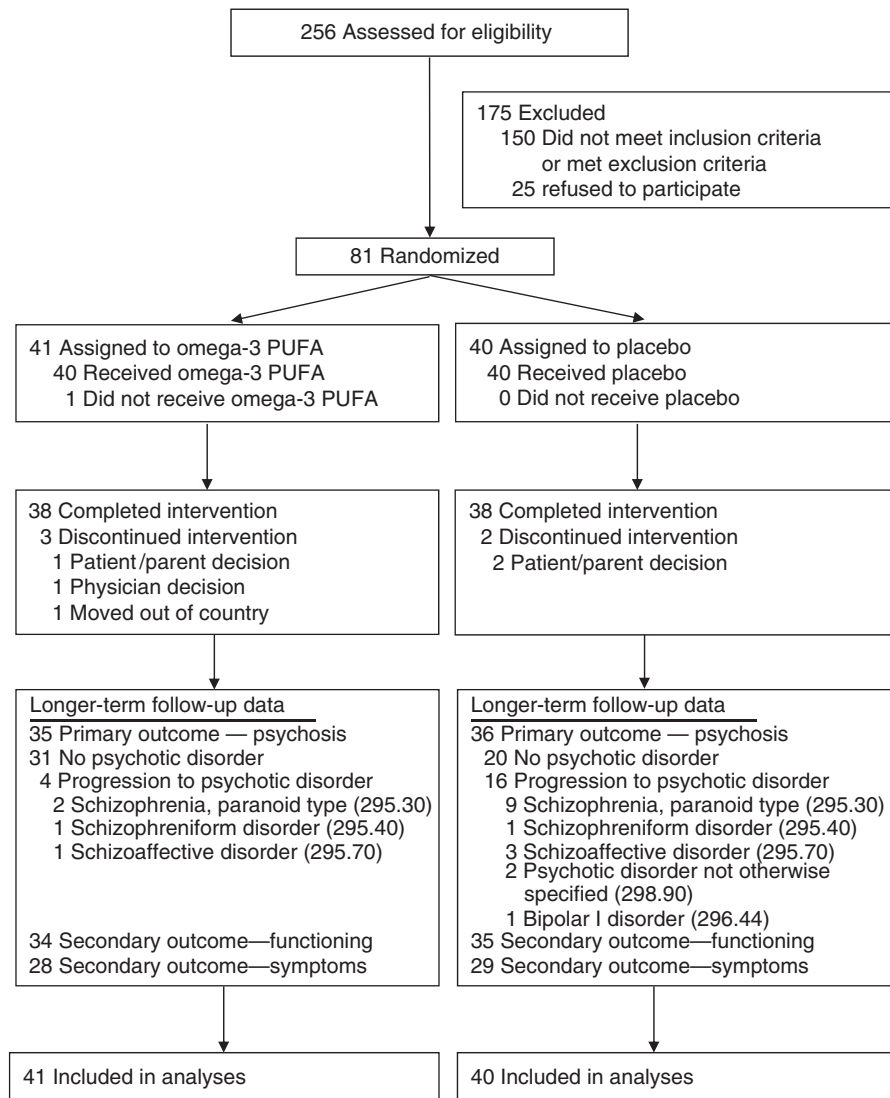 256 Assessed for eligibility
175 Excluded
150 Did not meet inclusion criteria
or met exclusion criteria
25 refused to participate
81 Randomized
41 Assigned to omega-3 PUFA
40 Received omega-3 PUFA
1 Did not receive omega-3 PUFA
40 Assigned to placebo
40 Received placebo
0 Did not receive placebo
38 Completed intervention
3 Discontinued intervention
1 Patient/parent decision
1 Physician decision
1 Moved out of country
38 Completed intervention
2 Discontinued intervention
2 Patient/parent decision
Longer-term follow-up data
35 Primary outcome — psychosis
31 No psychotic disorder
4 Progression to psychotic disorder
2 Schizophrenia, paranoid type (295.30)
1 Schizophreniform disorder (295.40)
1 Schizoaffective disorder (295.70)
34 Secondary outcome—functioning
28 Secondary outcome—symptoms
Longer-term follow-up data
36 Primary outcome — psychosis
20 No psychotic disorder
16 Progression to psychotic disorder
9 Schizophrenia, paranoid type (295.30)
1 Schizophreniform disorder (295.40)
3 Schizoaffective disorder (295.70)
2 Psychotic disorder not otherwise
specified (298.90)
1 Bipolar I disorder (296.44)
35 Secondary outcome—functioning
29 Secondary outcome—symptoms
41 Included in analyses
40 Included in analyses